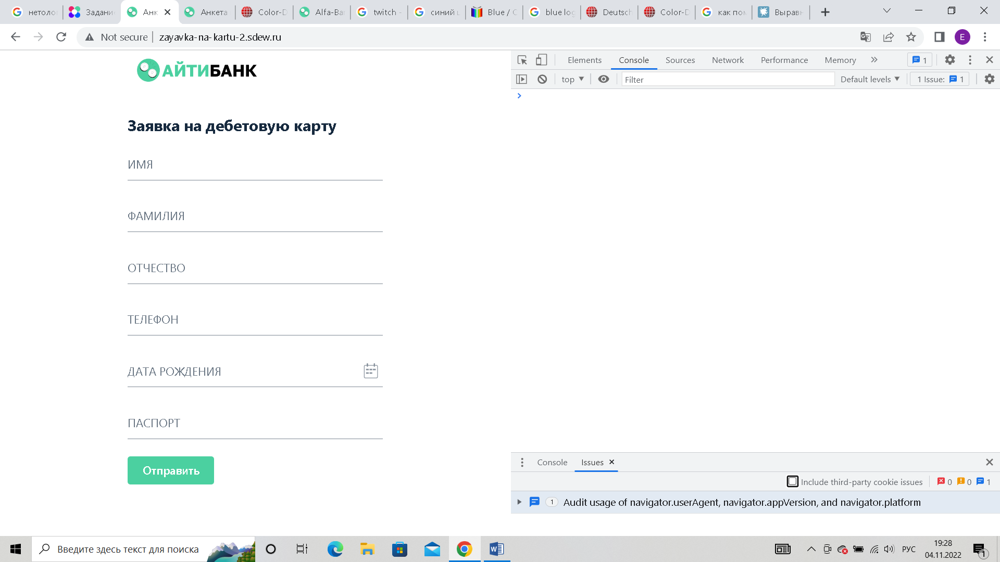 нетоло
Задани
Анк
Анкета
Color-D
Alfa-Ba
twitch -
синий ц
Blue / C
blue log
Deutsch
Color-D
как пом
Выравн
Not secure
zayavka-na-kartu-2.sdew.ru
E
АЙТИБАНК
Заявка на дебетовую карту
ИМЯ
ФАМИЛИЯ
ОТЧЕСТВО
ТЕЛЕФОН
ДАТА РОЖДЕНИЯ
ПАСПОРТ
Отправить
Elements Console Sources Network Performance Memory 1
top Filter Default levels 1 Issue: 1
Console Issues
Include third-party cookie issues 0 0 1
1 Audit usage of navigator.userAgent, navigator.appVersion, and navigator.platform
Введите здесь текст для поиска
РУС
19:28
04.11.2022
1